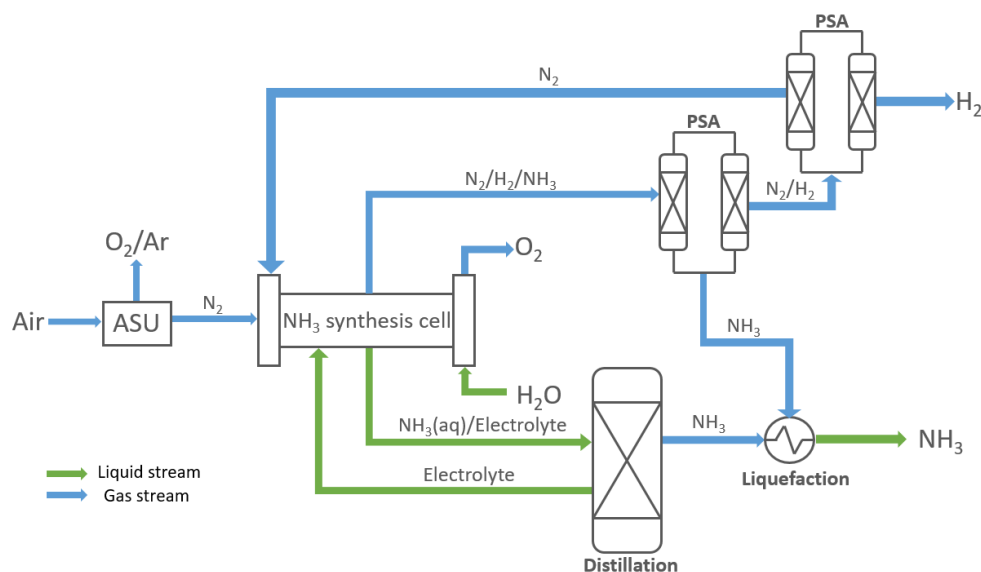 PSA
N₂
H₂
PSA
N₂/H₂/NH₃
N₂/H₂
O₂/Ar
O₂
N₂
Air
ASU
NH₃ synthesis cell
NH₃
H₂O
NH₃(aq)/Electrolyte
NH₃
NH₃
Electrolyte
Liquid stream
Liquefaction
Gas stream
Distillation